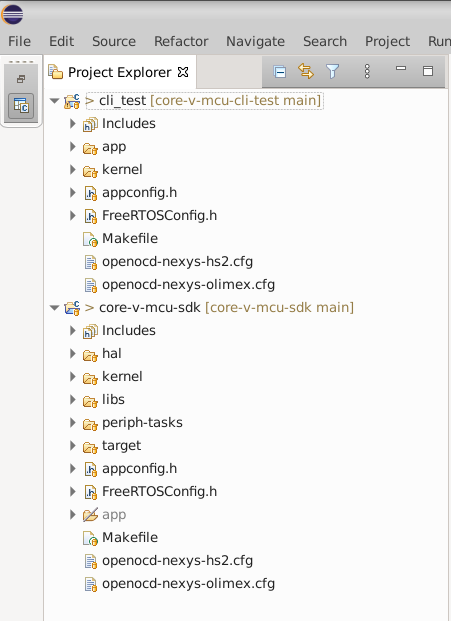 File Edit Source Refactor Navigate Search Project Run
Project Explorer
> cli_test [core-v-mcu-cli-test main]
Includes
app
kernel
appconfig.h
FreeRTOSConfig.h
Makefile
openocd-nexys-hs2.cfg
openocd-nexys-olimex.cfg
> core-v-mcu-sdk [core-v-mcu-sdk main]
Includes
hal
kernel
libs
periph-tasks
target
appconfig.h
FreeRTOSConfig.h
app
Makefile
openocd-nexys-hs2.cfg
openocd-nexys-olimex.cfg